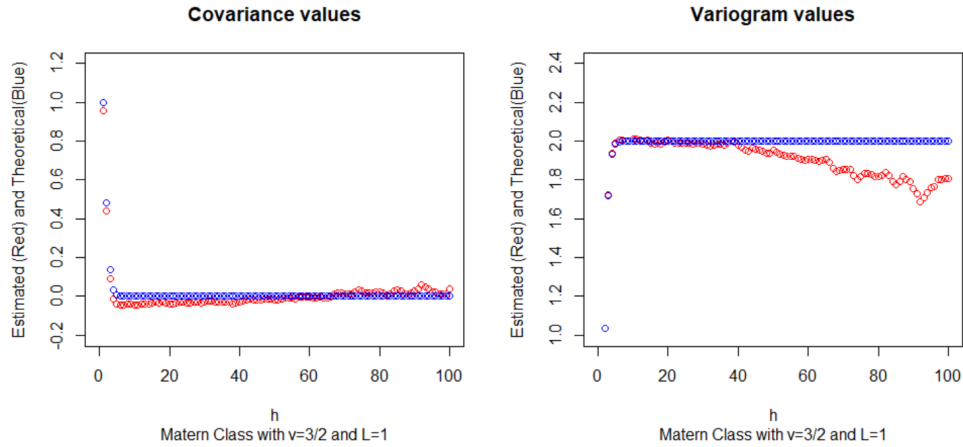 Covariance values
Estimated (Red) and Theoretical(Blue)
1.2
1.0
0.8
0.6
0.4
0.2
0.0
-0.2
0 20 40 60 80 100
h
Matern Class with v=3/2 and L=1
Variogram values
Estimated (Red) and Theoretical(Blue)
2.4
2.2
2.0
1.8
1.6
1.4
1.2
1.0
0 20 40 60 80 100
h
Matern Class with v=3/2 and L=1